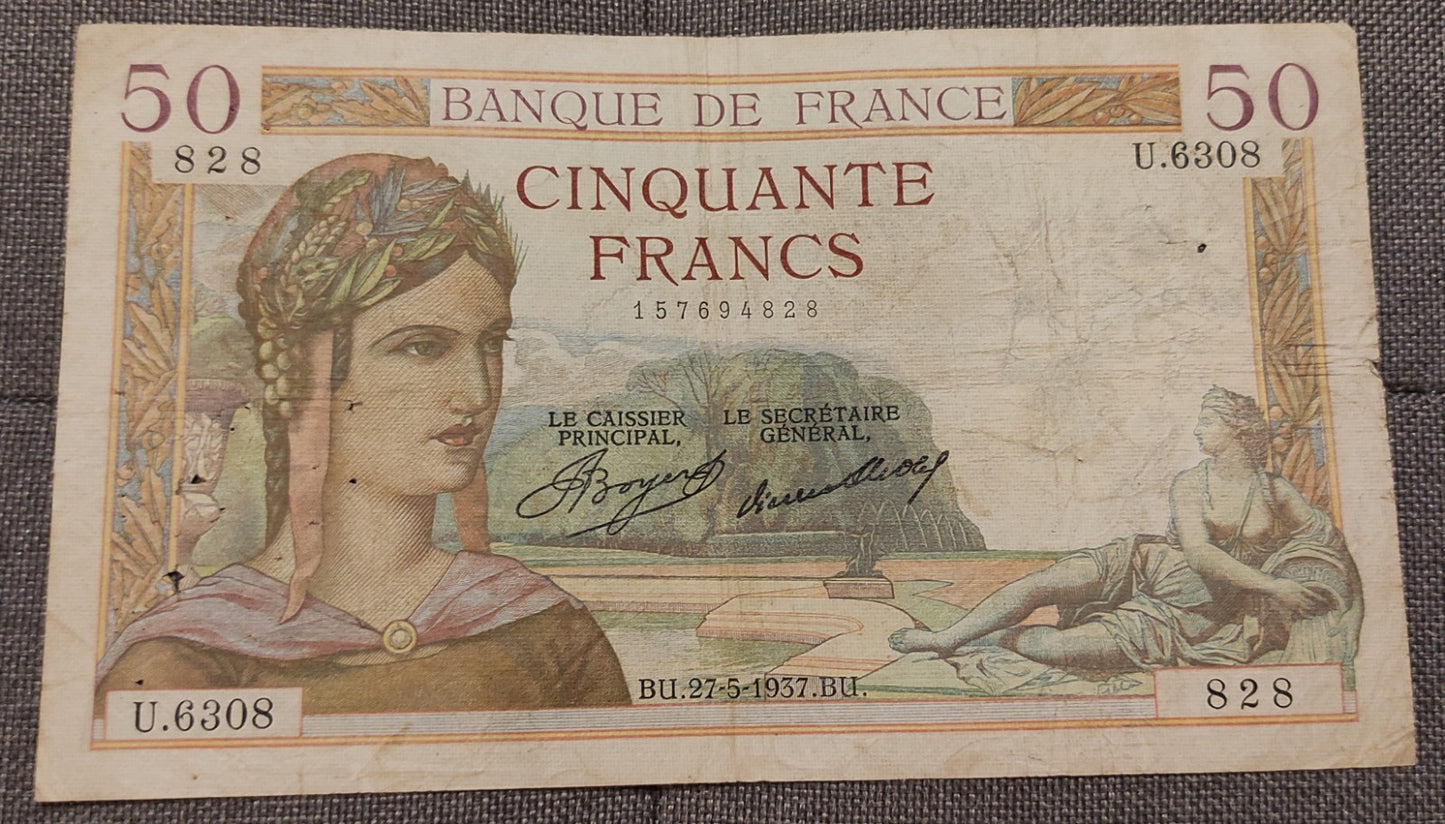 50 BANQUE DE FRANCE 50
828 U.6308
CINQUANTE
FRANCS
157694828
LE CAISSIER
PRINCIPAL,
LE SECRÉTAIRE
GÉNÉRAL,
BU.27-5-1937.BU.
U.6308 828